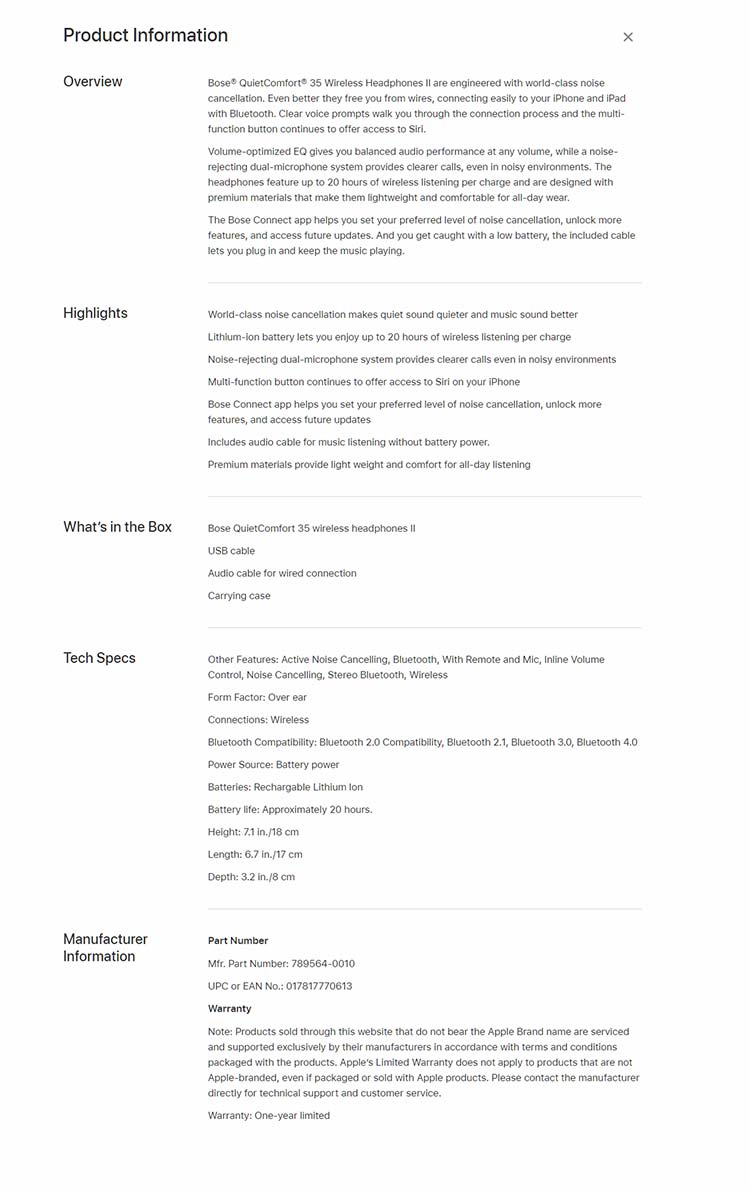 Product Information
Overview
Bose® QuietComfort® 35 Wireless Headphones II are engineered with world-class noise
cancellation. Even better they free you from wires, connecting easily to your iPhone and iPad
with Bluetooth. Clear voice prompts walk you through the connection process and the multi-
function button continues to offer access to Siri.
Volume-optimized EQ gives you balanced audio performance at any volume, while a noise-
rejecting dual-microphone system provides clearer calls, even in noisy environments. The
headphones feature up to 20 hours of wireless listening per charge and are designed with
premium materials that make them lightweight and comfortable for all-day wear.
The Bose Connect app helps you set your preferred level of noise cancellation, unlock more
features, and access future updates. And you get caught with a low battery, the included cable
lets you plug in and keep the music playing.
Highlights
World-class noise cancellation makes quiet sound quieter and music sound better
Lithium-ion battery lets you enjoy up to 20 hours of wireless listening per charge
Noise-rejecting dual-microphone system provides clearer calls even in noisy environments
Multi-function button continues to offer access to Siri on your iPhone
Bose Connect app helps you set your preferred level of noise cancellation, unlock more
features, and access future updates
Includes audio cable for music listening without battery power.
Premium materials provide light weight and comfort for all-day listening
What's in the Box
Bose QuietComfort 35 wireless headphones II
USB cable
Audio cable for wired connection
Carrying case
Tech Specs
Other Features: Active Noise Cancelling, Bluetooth, With Remote and Mic, Inline Volume
Control, Noise Cancelling, Stereo Bluetooth, Wireless
Form Factor: Over ear
Connections: Wireless
Bluetooth Compatibility: Bluetooth 2.0 Compatibility, Bluetooth 2.1, Bluetooth 3.0, Bluetooth 4.0
Power Source: Battery power
Batteries: Rechargable Lithium Ion
Battery life: Approximately 20 hours.
Height: 7.1 in./18 cm
Length: 6.7 in./17 cm
Depth: 3.2 in./8 cm
Manufacturer
Information
Part Number
Mfr. Part Number: 789564-0010
UPC or EAN No.: 017817770613
Warranty
Note: Products sold through this website that do not bear the Apple Brand name are serviced
and supported exclusively by their manufacturers in accordance with terms and conditions
packaged with the products. Apple's Limited Warranty does not apply to products that are not
Apple-branded, even if packaged or sold with Apple products. Please contact the manufacturer
directly for technical support and customer service.
Warranty: One-year limited